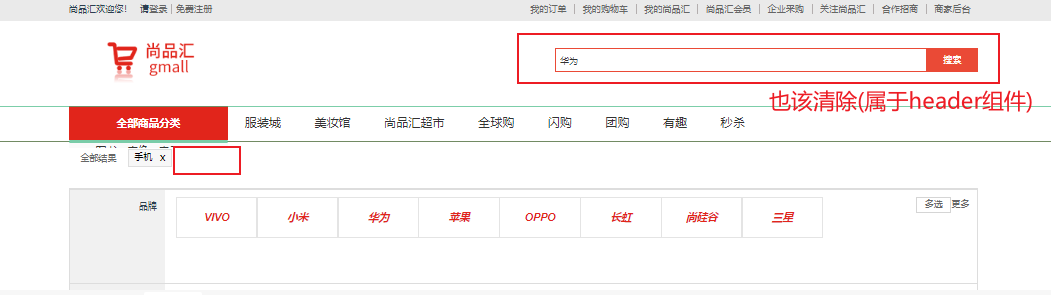 尚品汇欢迎您! 请登录 | 免费注册
我的订单 | 我的购物车 | 我的尚品汇 | 尚品汇会员 | 企业采购 | 关注尚品汇 | 合作招商 | 商家后台
尚品汇
gmall
华为 搜索
也该清除(属于header组件)
全部商品分类 服装城 美妆馆 尚品汇超市 全球购 闪购 团购 有趣 秒杀
全部结果 手机 x
品牌 VIVO 小米 华为 苹果 OPPO 长虹 尚硅谷 三星 多选 更多